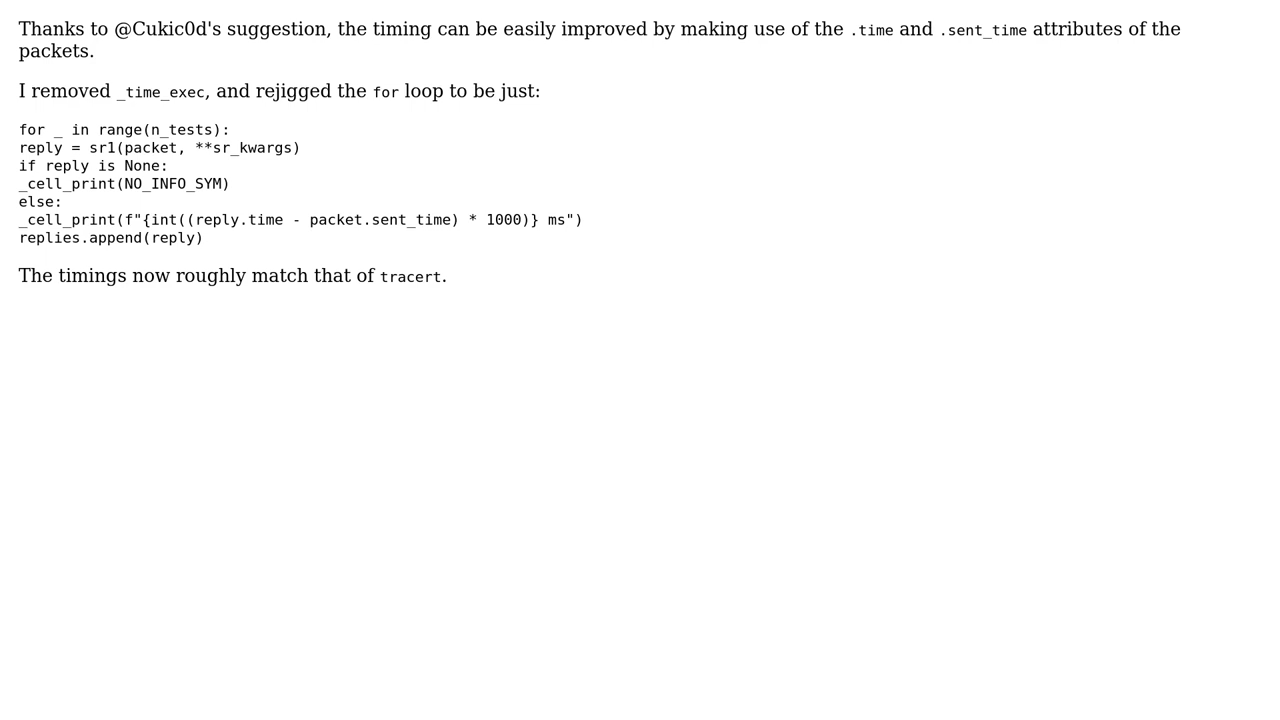 Thanks to @Cukic0d's suggestion, the timing can be easily improved by making use of the .time and .sent_time attributes of the
packets.
I removed _time_exec, and rejigged the for loop to be just:
for _ in range(n_tests):
reply = sr1(packet, **sr_kwargs)
if reply is None:
_cell_print(NO_INFO_SYM)
else:
_cell_print(f"{int((reply.time - packet.sent_time) * 1000)} ms")
replies.append(reply)
The timings now roughly match that of tracert.